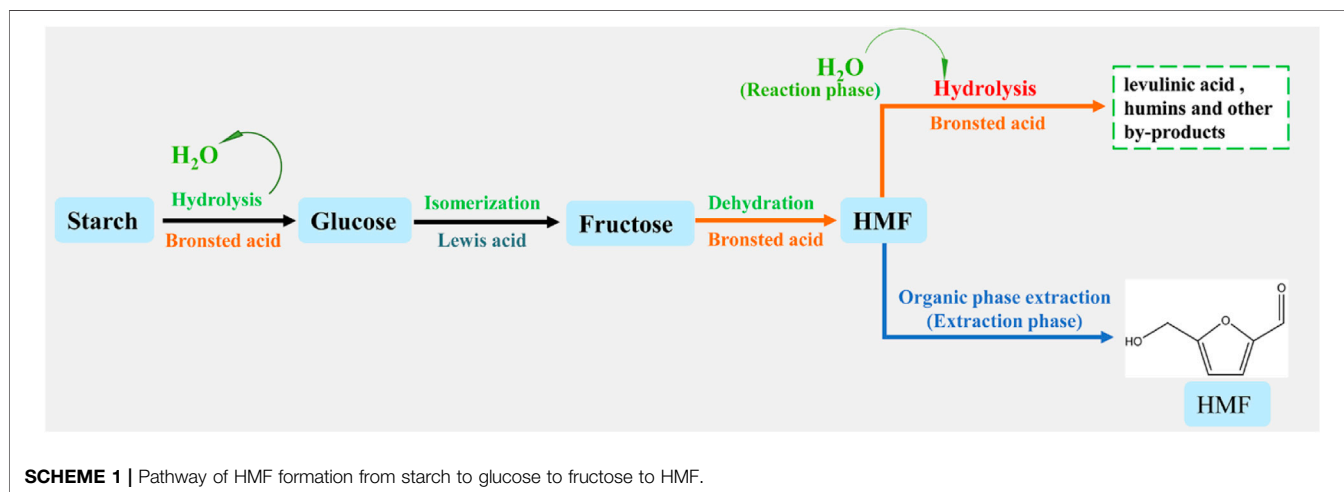 H₂O
(Reaction phase)
Hydrolysis
Bronsted acid
levulinic acid ,
humins and other
by-products
H₂O
Hydrolysis
Bronsted acid
Starch
Glucose
Isomerization
Lewis acid
Fructose
Dehydration
Bronsted acid
HMF
Organic phase extraction
(Extraction phase)
HO
O
O
HMF
SCHEME 1 | Pathway of HMF formation from starch to glucose to fructose to HMF.